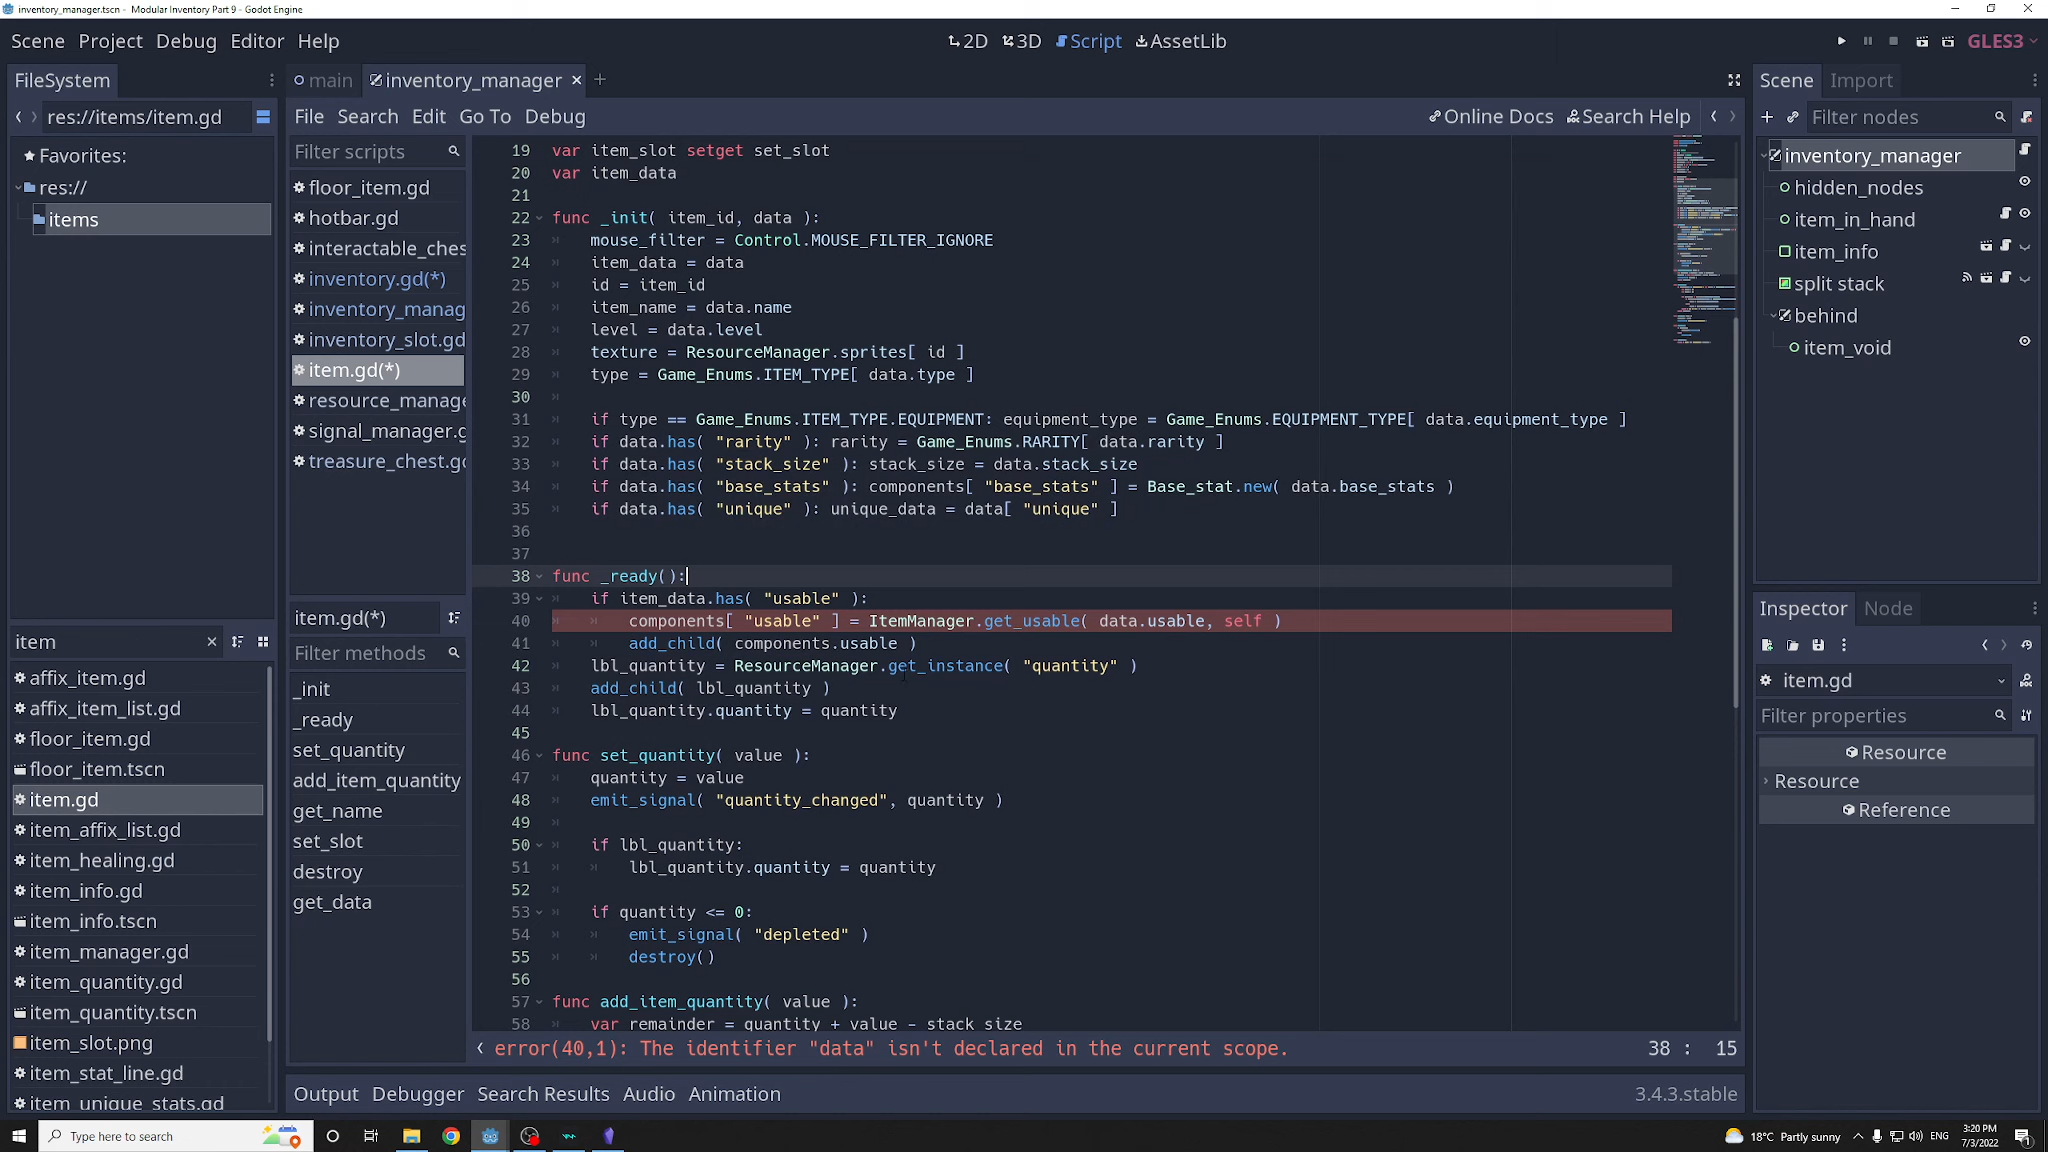 inventory_manager.tscn - Modular Inventory Part 9 - Godot Engine
Scene Project Debug Editor Help
2D 3D Script AssetLib
GLES3
FileSystem
res://items/item.gd
Favorites:
res://
items
item
affix_item.gd
affix_item_list.gd
floor_item.gd
floor_item.tscn
item.gd
item_affix_list.gd
item_healing.gd
item_info.gd
item_info.tscn
item_manager.gd
item_quantity.gd
item_quantity.tscn
item_slot.png
item_stat_line.gd
item_unique_stats.gd
main inventory_manager
File Search Edit Go To Debug
Online Docs Search Help
Filter scripts
floor_item.gd
hotbar.gd
interactable_ches
inventory.gd(*)
inventory_manag
inventory_slot.gd
item.gd(*)
resource_manage
signal_manager.g
treasure_chest.gd
item.gd(*)
Filter methods
_init
_ready
set_quantity
add_item_quantity
get_name
set_slot
destroy
get_data
19 var item_slot setget set_slot
20 var item_data
21
22 func _init( item_id, data ):
23 mouse_filter = Control.MOUSE_FILTER_IGNORE
24 item_data = data
25 id = item_id
26 item_name = data.name
27 level = data.level
28 texture = ResourceManager.sprites[ id ]
29 type = Game_Enums.ITEM_TYPE[ data.type ]
30
31 if type == Game_Enums.ITEM_TYPE.EQUIPMENT: equipment_type = Game_Enums.EQUIPMENT_TYPE[ data.equipment_type ]
32 if data.has( "rarity" ): rarity = Game_Enums.RARITY[ data.rarity ]
33 if data.has( "stack_size" ): stack_size = data.stack_size
34 if data.has( "base_stats" ): components[ "base_stats" ] = Base_stat.new( data.base_stats )
35 if data.has( "unique" ): unique_data = data[ "unique" ]
36
37
38 func _ready():
39 if item_data.has( "usable" ):
40 components[ "usable" ] = ItemManager.get_usable( data.usable, self )
41 add_child( components.usable )
42 lbl_quantity = ResourceManager.get_instance( "quantity" )
43 add_child( lbl_quantity )
44 lbl_quantity.quantity = quantity
45
46 func set_quantity( value ):
47 quantity = value
48 emit_signal( "quantity_changed", quantity )
49
50 if lbl_quantity:
51 lbl_quantity.quantity = quantity
52
53 if quantity <= 0:
54 emit_signal( "depleted" )
55 destroy()
56
57 func add_item_quantity( value ):
58 var remainder = quantity + value - stack_size
error(40,1): The identifier "data" isn't declared in the current scope.
38 : 15
Output Debugger Search Results Audio Animation
3.4.3.stable
Scene Import
Filter nodes
inventory_manager
hidden_nodes
item_in_hand
item_info
split stack
behind
item_void
Inspector Node
item.gd
Filter properties
Resource
Resource
Reference
Type here to search
18°C Partly sunny
ENG
3:20 PM
7/3/2022
1